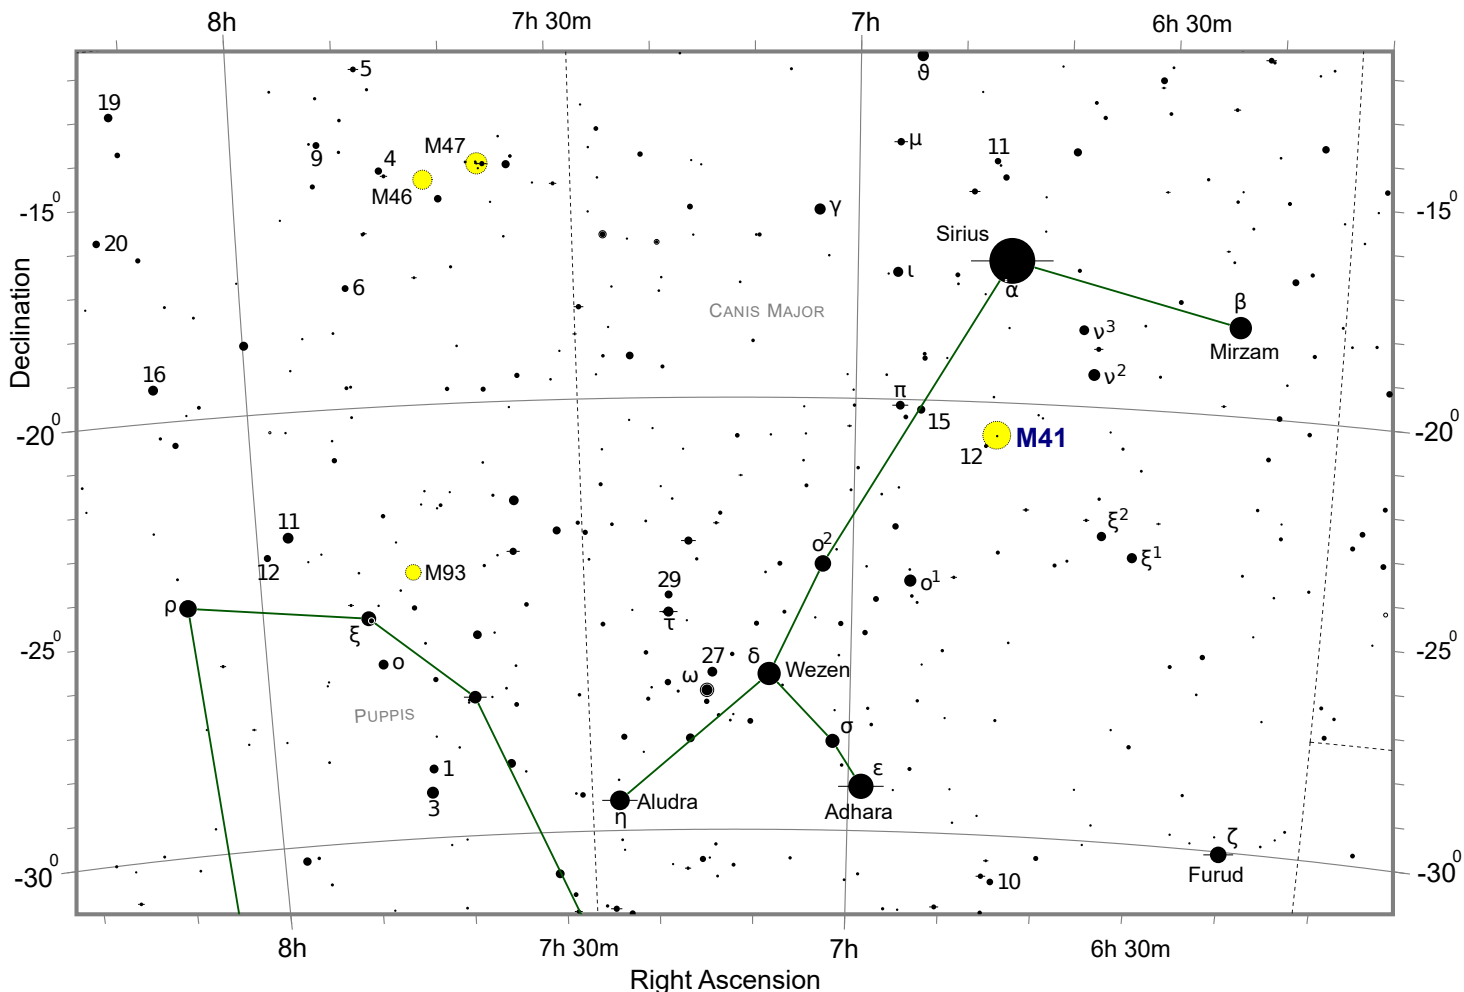 8h
7h 30m
7h
6h 30m
5
ϑ
19
M47
μ
11
9
4
M46
-15⁰
γ
-15⁰
20
Sirius
ι
6
α
β
CANIS MAJOR
ν³
Mirzam
ν²
Declination
16
π
15
-20⁰
M41
-20⁰
12
11
ξ²
ο²
ξ¹
12
M93
29
ο¹
ρ
τ
ξ
-25⁰
ο
27
δ
Wezen
-25⁰
ω
PUPPIS
σ
1
ε
3
Aludra
η
Adhara
ζ
Furud
-30⁰
10
-30⁰
8h
7h 30m
7h
6h 30m
Right Ascension